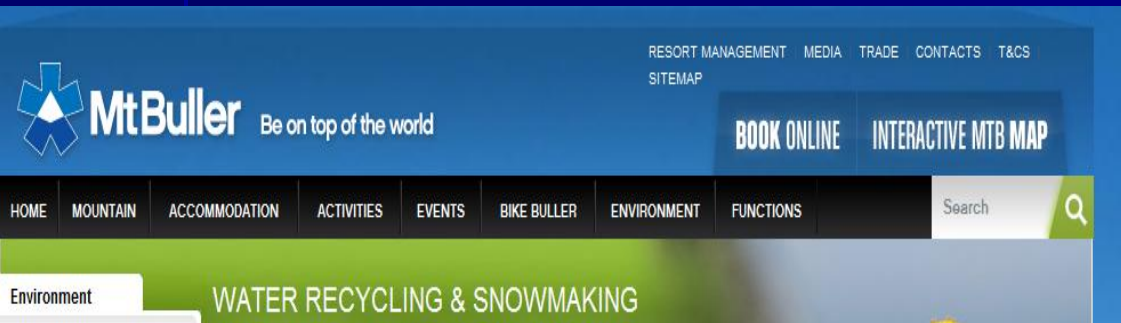 RESORT MANAGEMENT MEDIA TRADE CONTACTS T&CS
SITEMAP
MtBuller Be on top of the world
BOOK ONLINE INTERACTIVE MTB MAP
HOME MOUNTAIN ACCOMMODATION ACTIVITIES EVENTS BIKE BULLER ENVIRONMENT FUNCTIONS Search
Environment
WATER RECYCLING & SNOWMAKING